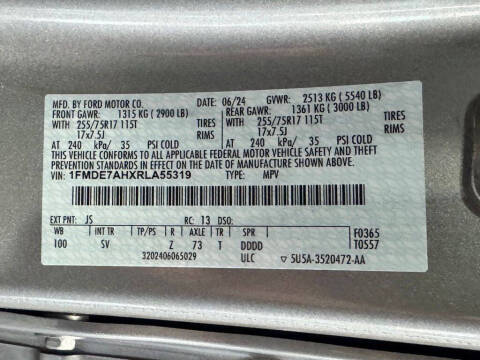 MFD. BY FORD MOTOR CO. DATE: 06/24 GVWR: 2513 KG (5540 LB)
FRONT GAWR: 1315 KG (2900 LB) REAR GAWR: 1361 KG (3000 LB)
WITH 255/75R17 115T TIRES WITH 255/75R17 115T TIRES
17x7.5J RIMS 17x7.5J RIMS
AT 240 kPa/ 35 PSI COLD AT 240 kPa/ 35 PSI COLD
THIS VEHICLE CONFORMS TO ALL APPLICABLE FEDERAL MOTOR VEHICLE SAFETY AND BUMPER
STANDARDS IN EFFECT ON THE DATE OF MANUFACTURE SHOWN ABOVE.
VIN: 1FMDE7AHXRLA55319 TYPE: MPV
EXT PNT: JS RC: 13 DSO:
WB INT TR TP/PS R AXLE TR SPR F0365
100 SV Z 73 T DDDD T0557
3202406065029 ULC ▽ 5U5A-3520472-AA